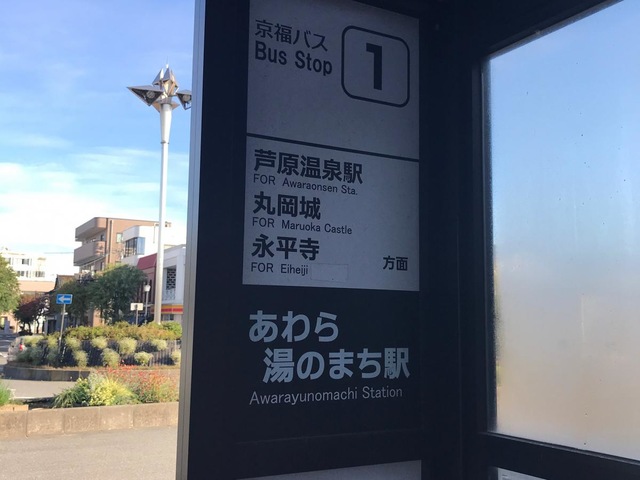 京福バス
Bus Stop
1
芦原温泉駅
FOR Awaraonsen Sta.
丸岡城
FOR Maruoka Castle
永平寺
FOR Eiheiji
方面
あわら
湯のまち駅
Awarayunomachi Station